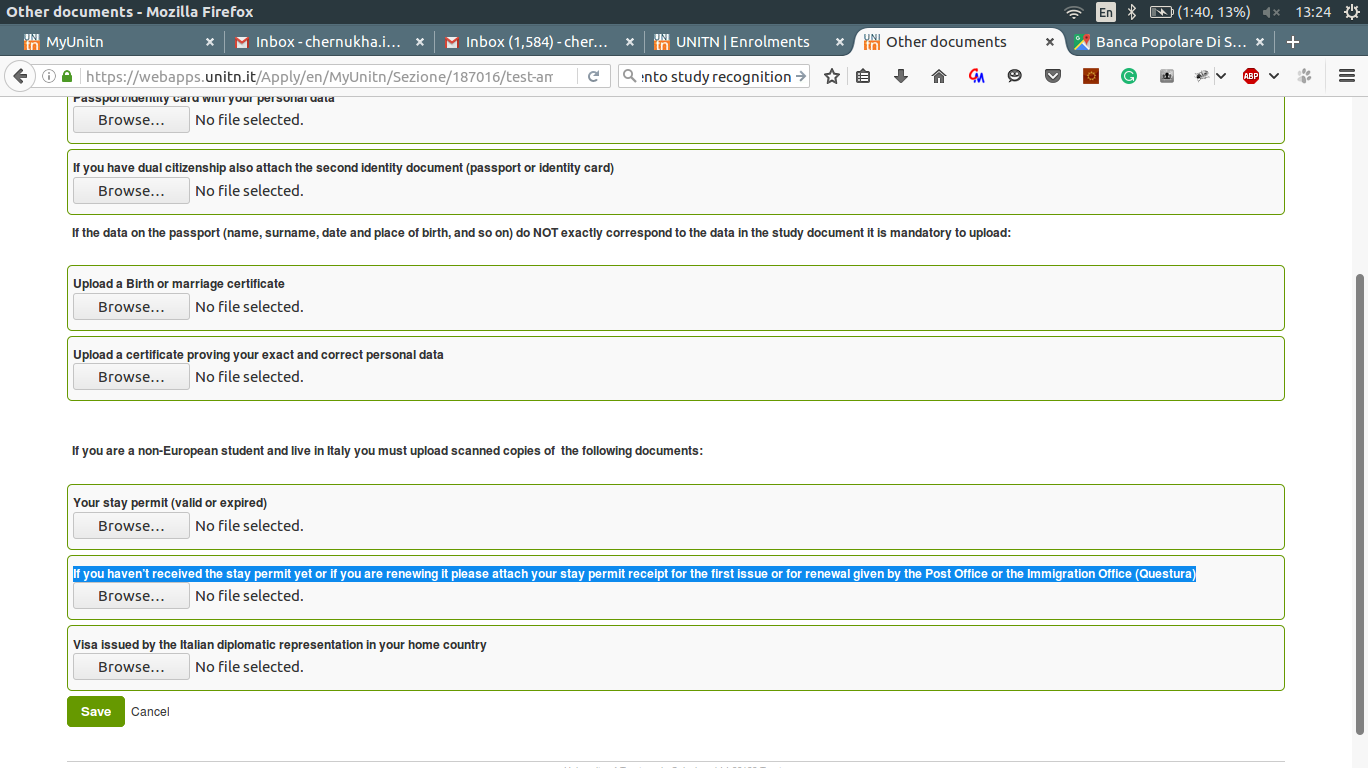 Other documents - Mozilla Firefox
En
(1:40, 13%)
13:24
MyUnitn
Inbox - chernukha.i...
Inbox (1,584) - cher...
UNITN | Enrolments
Other documents
Banca Popolare Di S...
https://webapps.unitn.it/Apply/en/MyUnitn/Sezione/187016/test-am
nto study recognition
ABP
Passport/identity card with your personal data
Browse... No file selected.
If you have dual citizenship also attach the second identity document (passport or identity card)
Browse... No file selected.
If the data on the passport (name, surname, date and place of birth, and so on) do NOT exactly correspond to the data in the study document it is mandatory to upload:
Upload a Birth or marriage certificate
Browse... No file selected.
Upload a certificate proving your exact and correct personal data
Browse... No file selected.
If you are a non-European student and live in Italy you must upload scanned copies of the following documents:
Your stay permit (valid or expired)
Browse... No file selected.
If you haven't received the stay permit yet or if you are renewing it please attach your stay permit receipt for the first issue or for renewal given by the Post Office or the Immigration Office (Questura)
Browse... No file selected.
Visa issued by the Italian diplomatic representation in your home country
Browse... No file selected.
Save Cancel